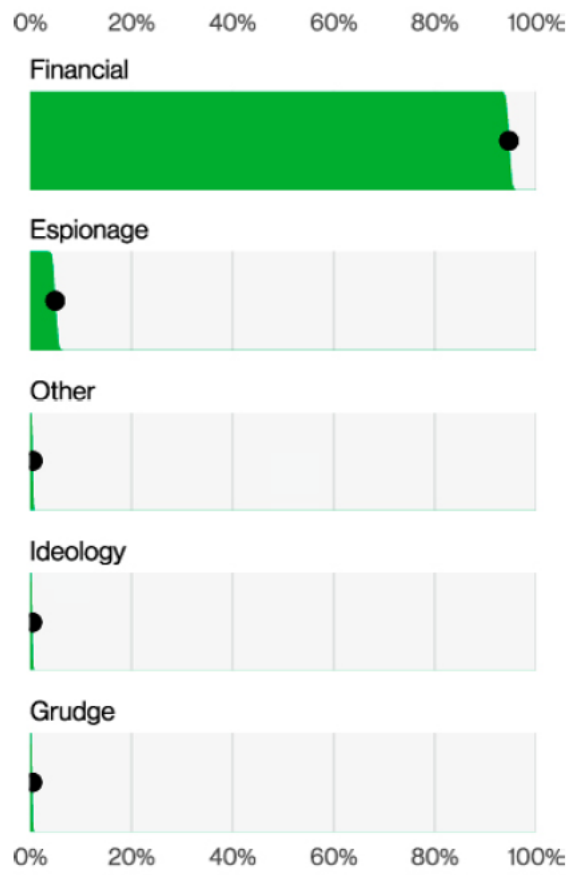 0% 20% 40% 60% 80% 100%
Financial
Espionage
Other
Ideology
Grudge
0% 20% 40% 60% 80% 100%